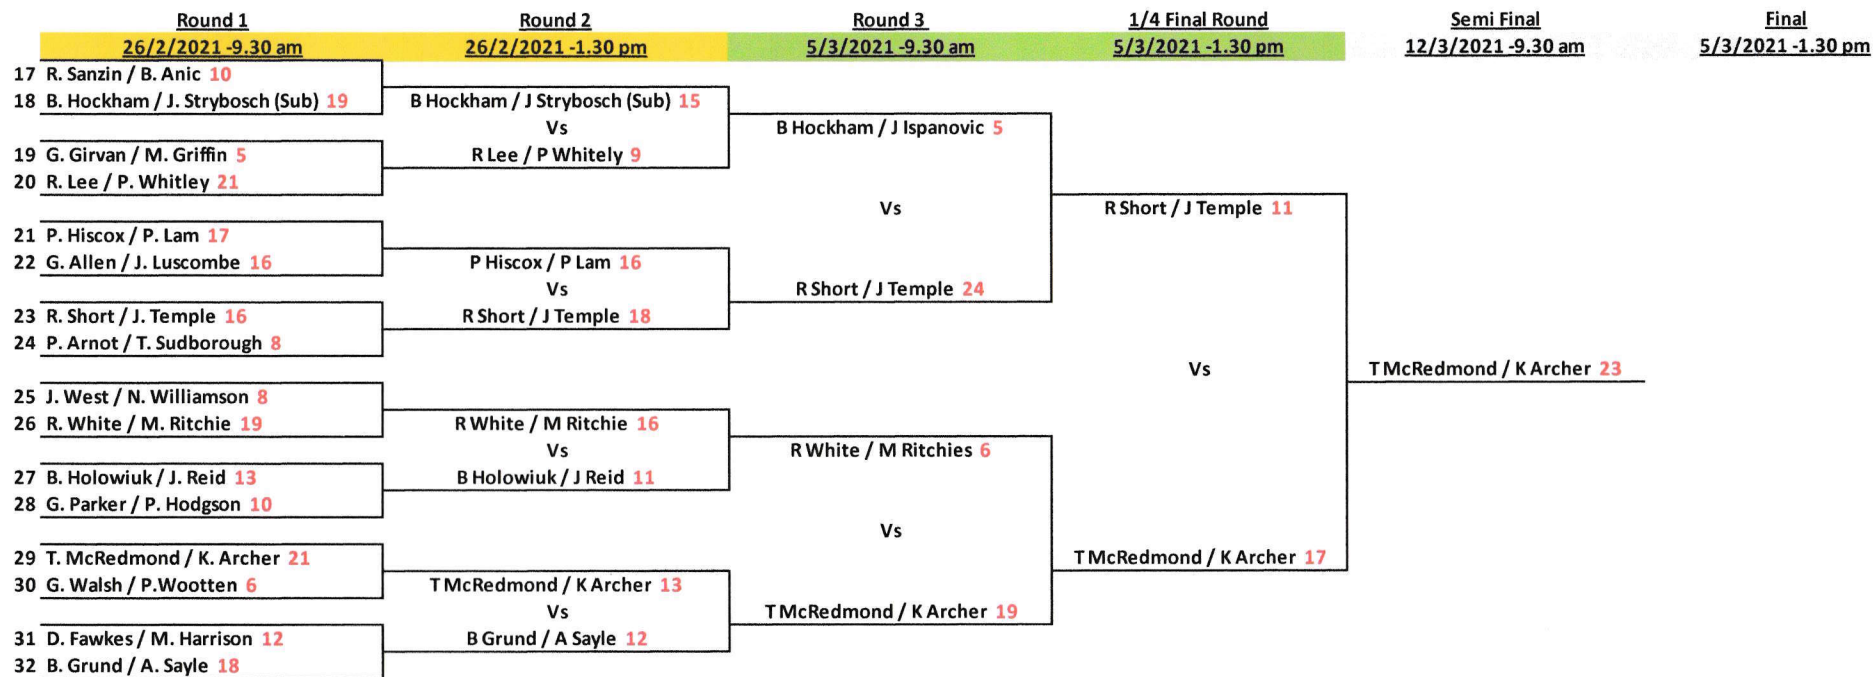 Round 1 Round 2 Round 3 1/4 Final Round Semi Final Final
26/2/2021 -9.30 am 26/2/2021 -1.30 pm 5/3/2021 -9.30 am 5/3/2021 -1.30 pm 12/3/2021 -9.30 am 5/3/2021 -1.30 pm
17 R. Sanzin / B. Anic 10
18 B. Hockham / J. Strybosch (Sub) 19
19 G. Girvan / M. Griffin 5
20 R. Lee / P. Whitley 21
21 P. Hiscox / P. Lam 17
22 G. Allen / J. Luscombe 16
23 R. Short / J. Temple 16
24 P. Arnot / T. Sudborough 8
25 J. West / N. Williamson 8
26 R. White / M. Ritchie 19
27 B. Holowiuk / J. Reid 13
28 G. Parker / P. Hodgson 10
29 T. McRedmond / K. Archer 21
30 G. Walsh / P.Wootten 6
31 D. Fawkes / M. Harrison 12
32 B. Grund / A. Sayle 18
B Hockham / J Strybosch (Sub) 15
Vs
R Lee / P Whitely 9
P Hiscox / P Lam 16
Vs
R Short / J Temple 18
R White / M Ritchie 16
Vs
B Holowiuk / J Reid 11
T McRedmond / K Archer 13
Vs
B Grund / A Sayle 12
B Hockham / J Ispanovic 5
Vs
R Short / J Temple 24
R White / M Ritchies 6
Vs
T McRedmond / K Archer 19
R Short / J Temple 11
Vs
T McRedmond / K Archer 17
T McRedmond / K Archer 23